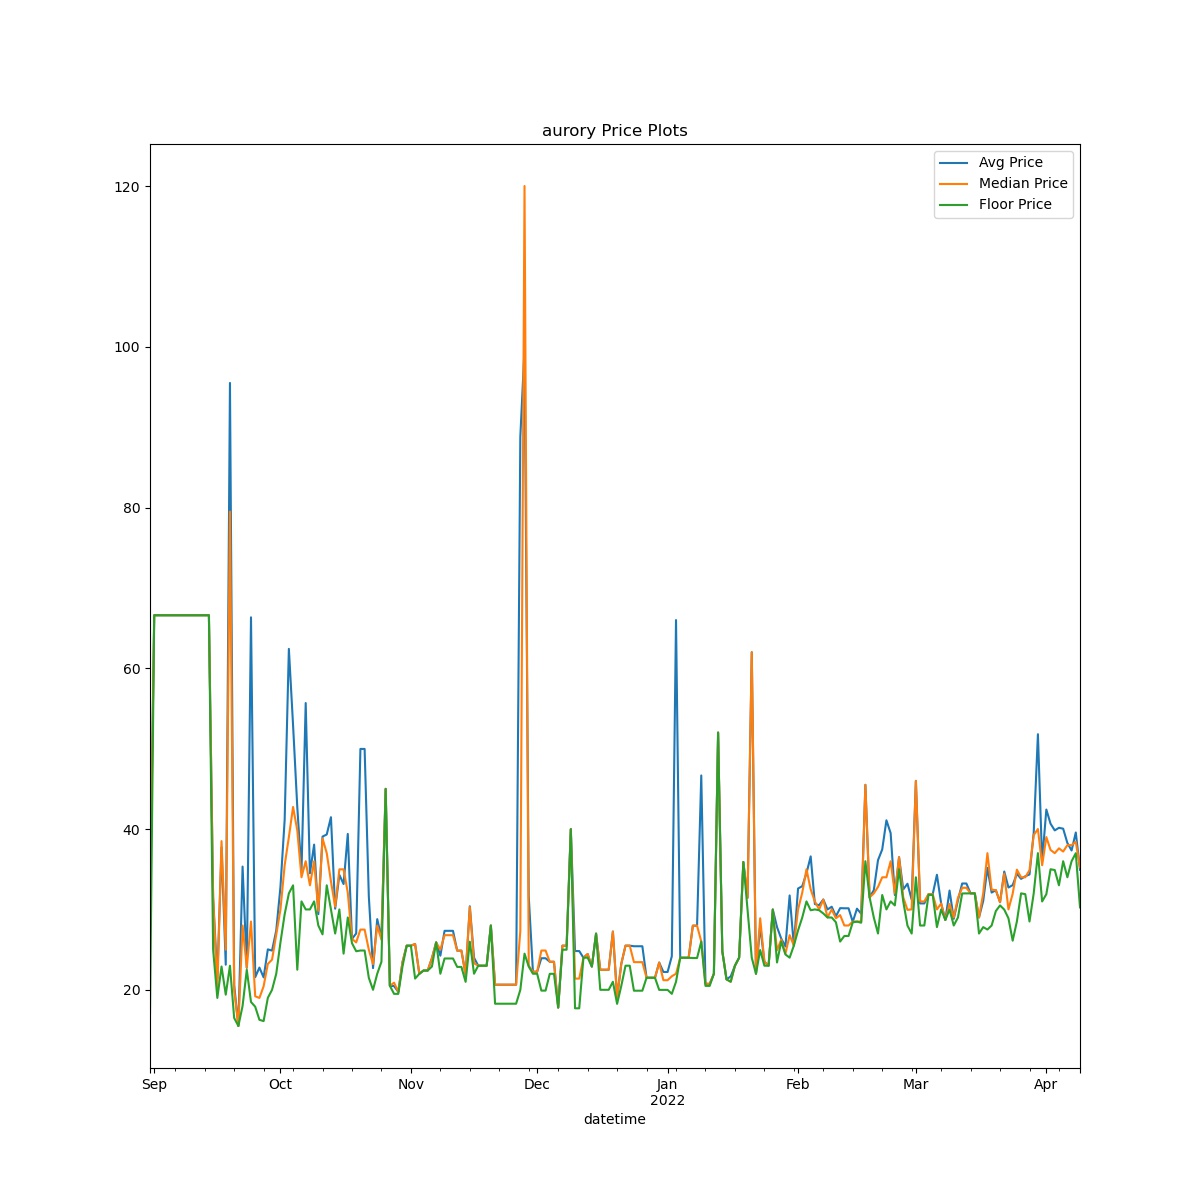 aurory Price Plots
Avg Price
Median Price
Floor Price
120
100
80
60
40
20
Sep Oct Nov Dec Jan Feb Mar Apr
2022
datetime